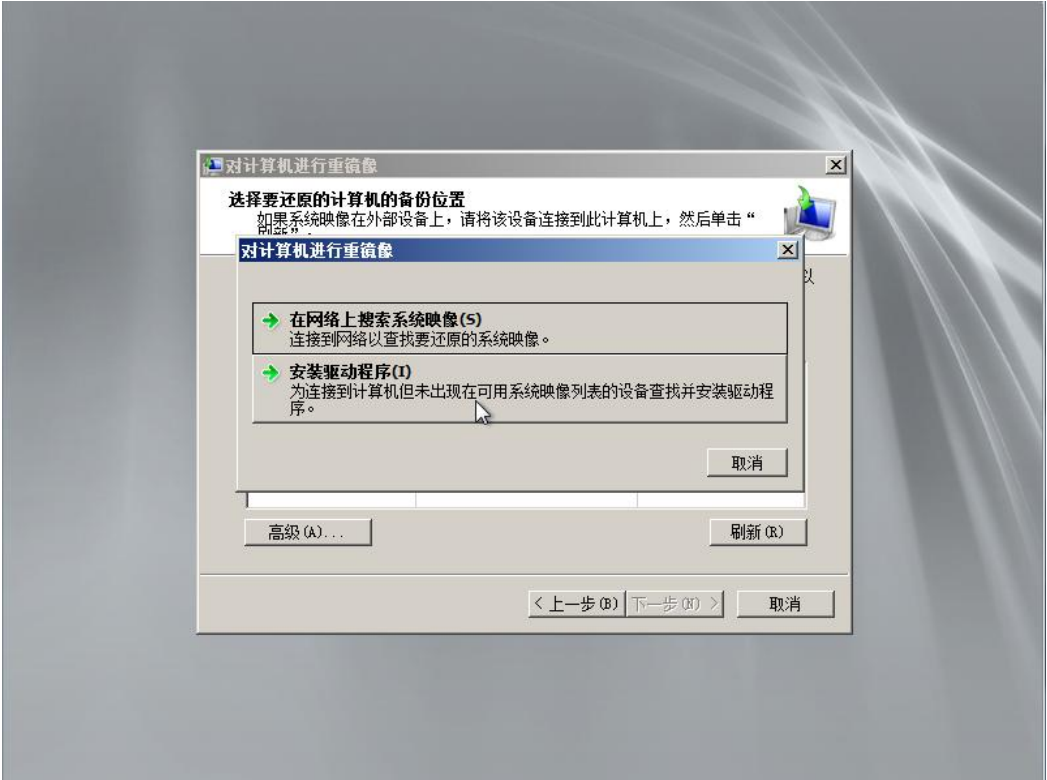 对计算机进行重镜像
选择要还原的计算机的备份位置
如果系统映像在外部设备上，请将该设备连接到此计算机上，然后单击“
刷新”。
对计算机进行重镜像
以
在网络上搜索系统映像(S)
连接到网络以查找要还原的系统映像。
安装驱动程序(I)
为连接到计算机但未出现在可用系统映像列表的设备查找并安装驱动程
序。
取消
高级(A)...
刷新(R)
< 上一步(B)
下一步(N) >
取消